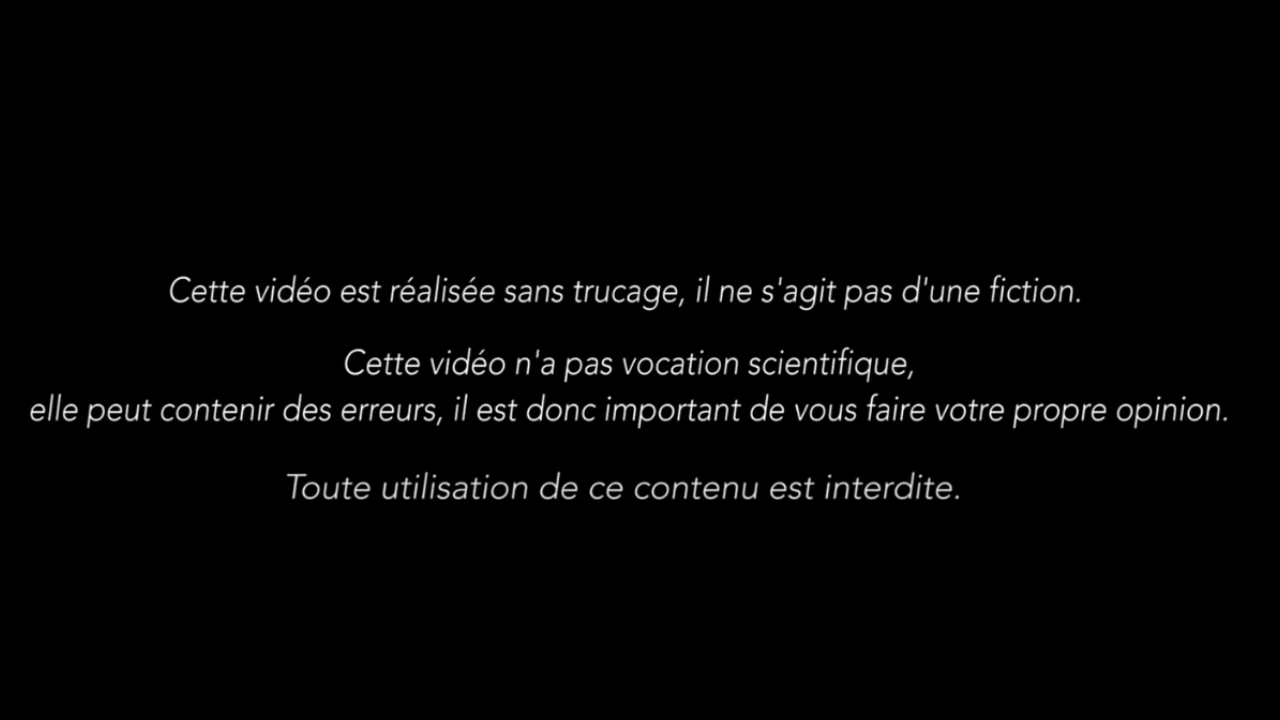 Cette vidéo est réalisée sans trucage, il ne s'agit pas d'une fiction.
Cette vidéo n'a pas vocation scientifique,
elle peut contenir des erreurs, il est donc important de vous faire votre propre opinion.
Toute utilisation de ce contenu est interdite.